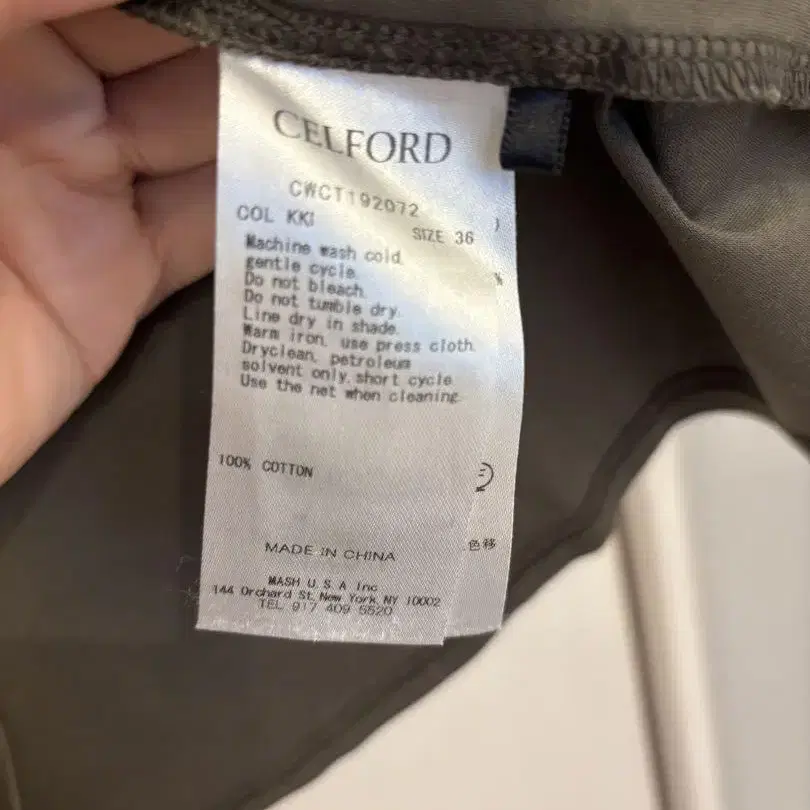 CELFORD
CWCT192072
COL KKI
SIZE 36
Machine wash cold,
gentle cycle.
Do not bleach.
Do not tumble dry.
Line dry in shade.
Warm iron, use press cloth.
Dryclean, petroleum
solvent only, short cycle.
Use the net when cleaning.
100% COTTON
MADE IN CHINA
MASH U.S.A Inc
144 Orchard St, New York NY 10002
TEL 917 409 5520
)
%
色移